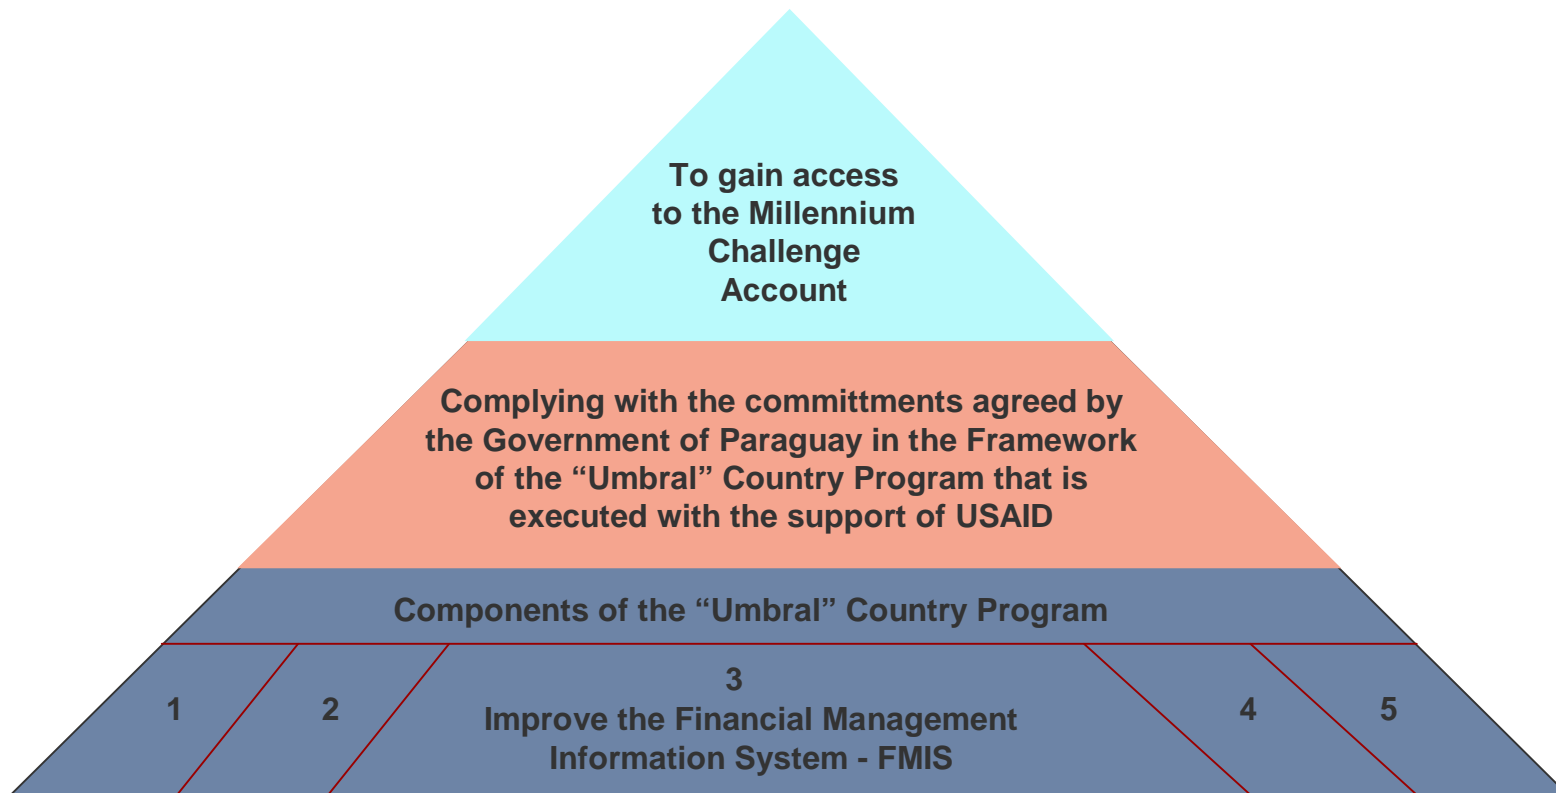 To gain access
to the Millennium
Challenge
Account
Complying with the committments agreed by
the Government of Paraguay in the Framework
of the “Umbral” Country Program that is
executed with the support of USAID
Components of the “Umbral” Country Program
1
2
3
Improve the Financial Management
Information System - FMIS
4
5